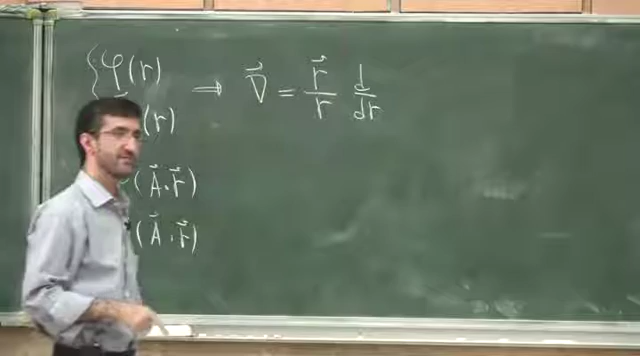 { φ(r) ⇒ ∇⃗ = r⃗/r d/dr
(r)
(A⃗ . r⃗)
(A⃗ . r⃗)